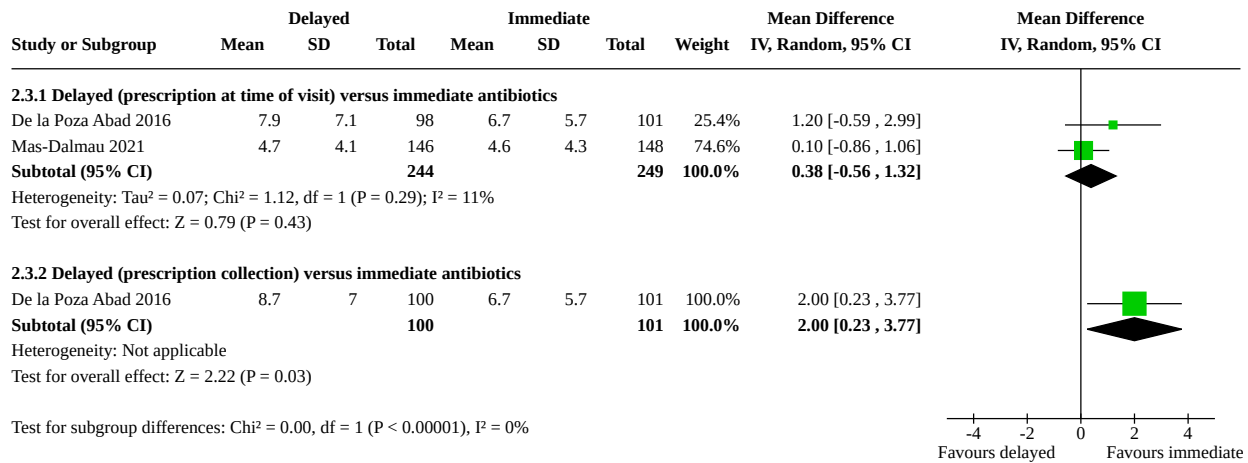 Delayed Immediate Mean Difference Mean Difference
Study or Subgroup Mean SD Total Mean SD Total Weight IV, Random, 95% CI IV, Random, 95% CI
2.3.1 Delayed (prescription at time of visit) versus immediate antibiotics
De la Poza Abad 2016 7.9 7.1 98 6.7 5.7 101 25.4% 1.20 [-0.59 , 2.99]
Mas-Dalmau 2021 4.7 4.1 146 4.6 4.3 148 74.6% 0.10 [-0.86 , 1.06]
Subtotal (95% CI) 244 249 100.0% 0.38 [-0.56 , 1.32]
Heterogeneity: Tau² = 0.07; Chi² = 1.12, df = 1 (P = 0.29); I² = 11%
Test for overall effect: Z = 0.79 (P = 0.43)
2.3.2 Delayed (prescription collection) versus immediate antibiotics
De la Poza Abad 2016 8.7 7 100 6.7 5.7 101 100.0% 2.00 [0.23 , 3.77]
Subtotal (95% CI) 100 101 100.0% 2.00 [0.23 , 3.77]
Heterogeneity: Not applicable
Test for overall effect: Z = 2.22 (P = 0.03)
Test for subgroup differences: Chi² = 0.00, df = 1 (P < 0.00001), I² = 0%
-4 -2 0 2 4
Favours delayed Favours immediate